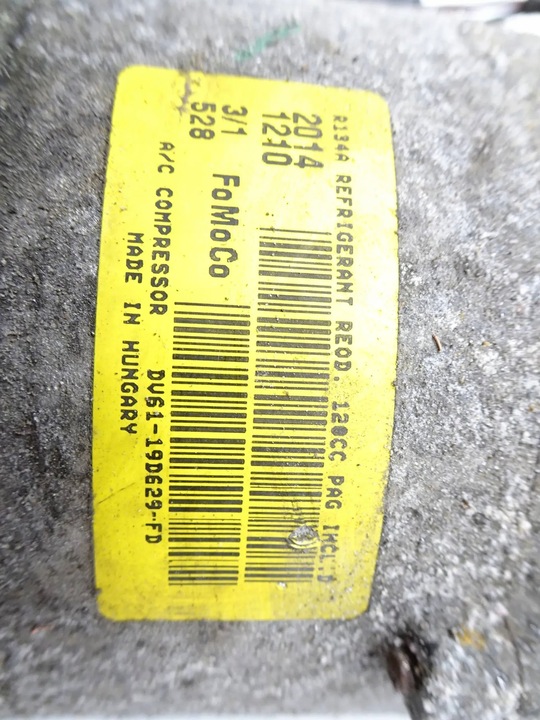 R134A REFRIGERANT REQD. 120CC PAG INCL'D
2014
1210
3/1
528
FoMoCo
A/C COMPRESSOR DV61-19D629-FD
MADE IN HUNGARY